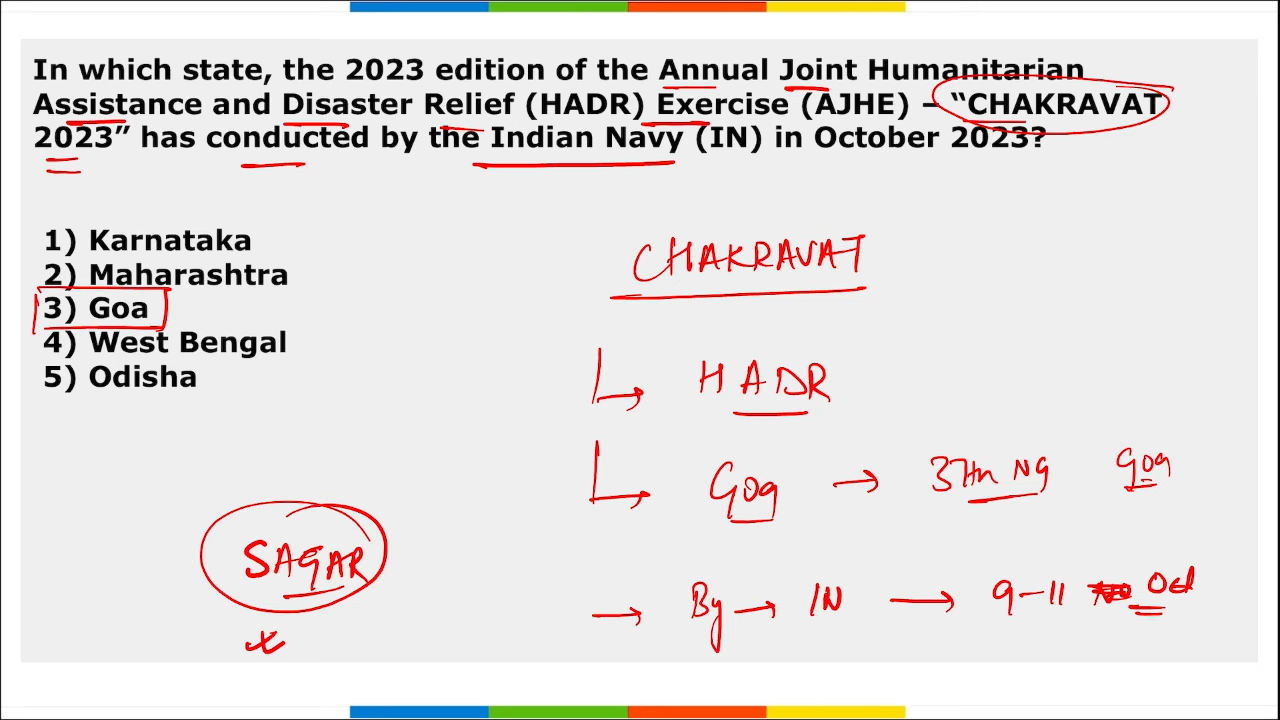 In which state, the 2023 edition of the Annual Joint Humanitarian
Assistance and Disaster Relief (HADR) Exercise (AJHE) – “CHAKRAVAT
2023” has conducted by the Indian Navy (IN) in October 2023?
1) Karnataka
2) Maharashtra
3) Goa
4) West Bengal
5) Odisha
CHAKRAVAT
HADR
Goa → 37th NG Goa
SAGAR
→ By → IN → 9-11 Oct